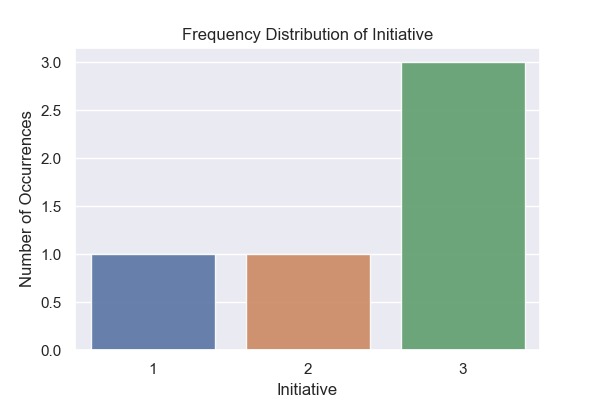 Frequency Distribution of Initiative
Number of Occurrences
3.0
2.5
2.0
1.5
1.0
0.5
0.0
1 2 3
Initiative